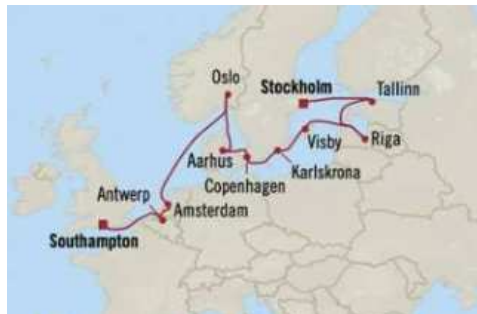 Oslo
Stockholm
Tallinn
Visby
Riga
Aarhus
Karlskrona
Copenhagen
Antwerp
Amsterdam
Southampton